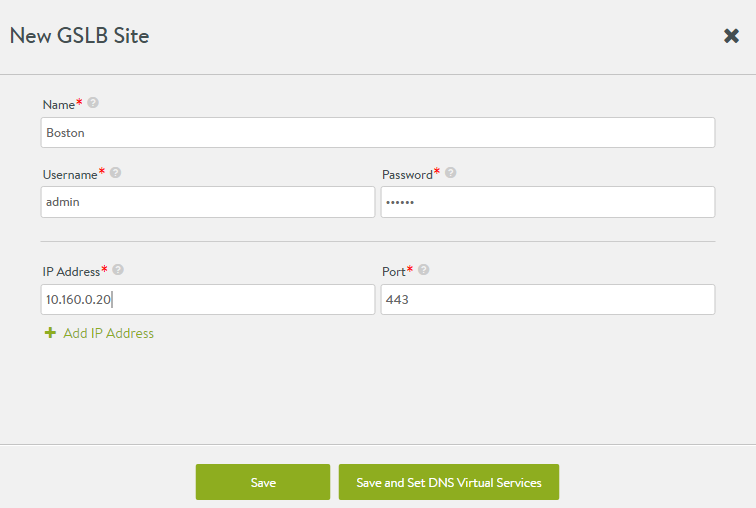 New GSLB Site
Name*
Boston
Username* Password*
admin ••••••
IP Address* Port*
10.160.0.20 443
Add IP Address
Save Save and Set DNS Virtual Services